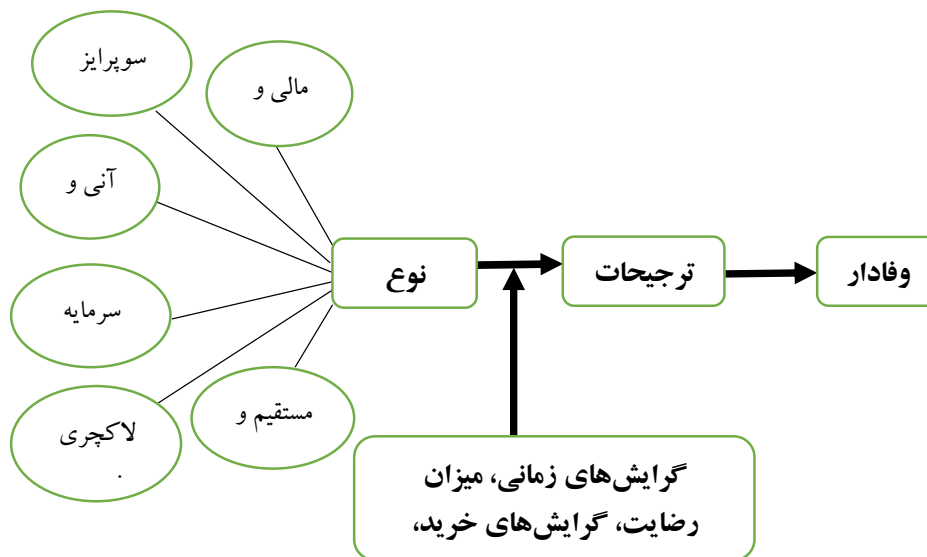 سوپرایز
مالی و
آنی و
سرمایه
لاکچری
.
مستقیم و
نوع
ترجیحات
وفادار
گرایش‌های زمانی، میزان
رضایت، گرایش‌های خرید،